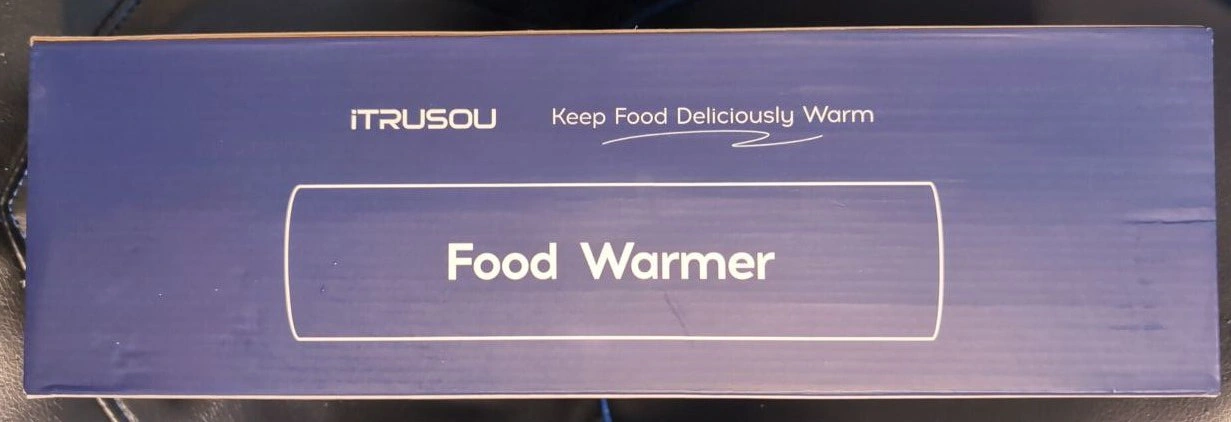 iTRUSOU Keep Food Deliciously Warm
Food Warmer